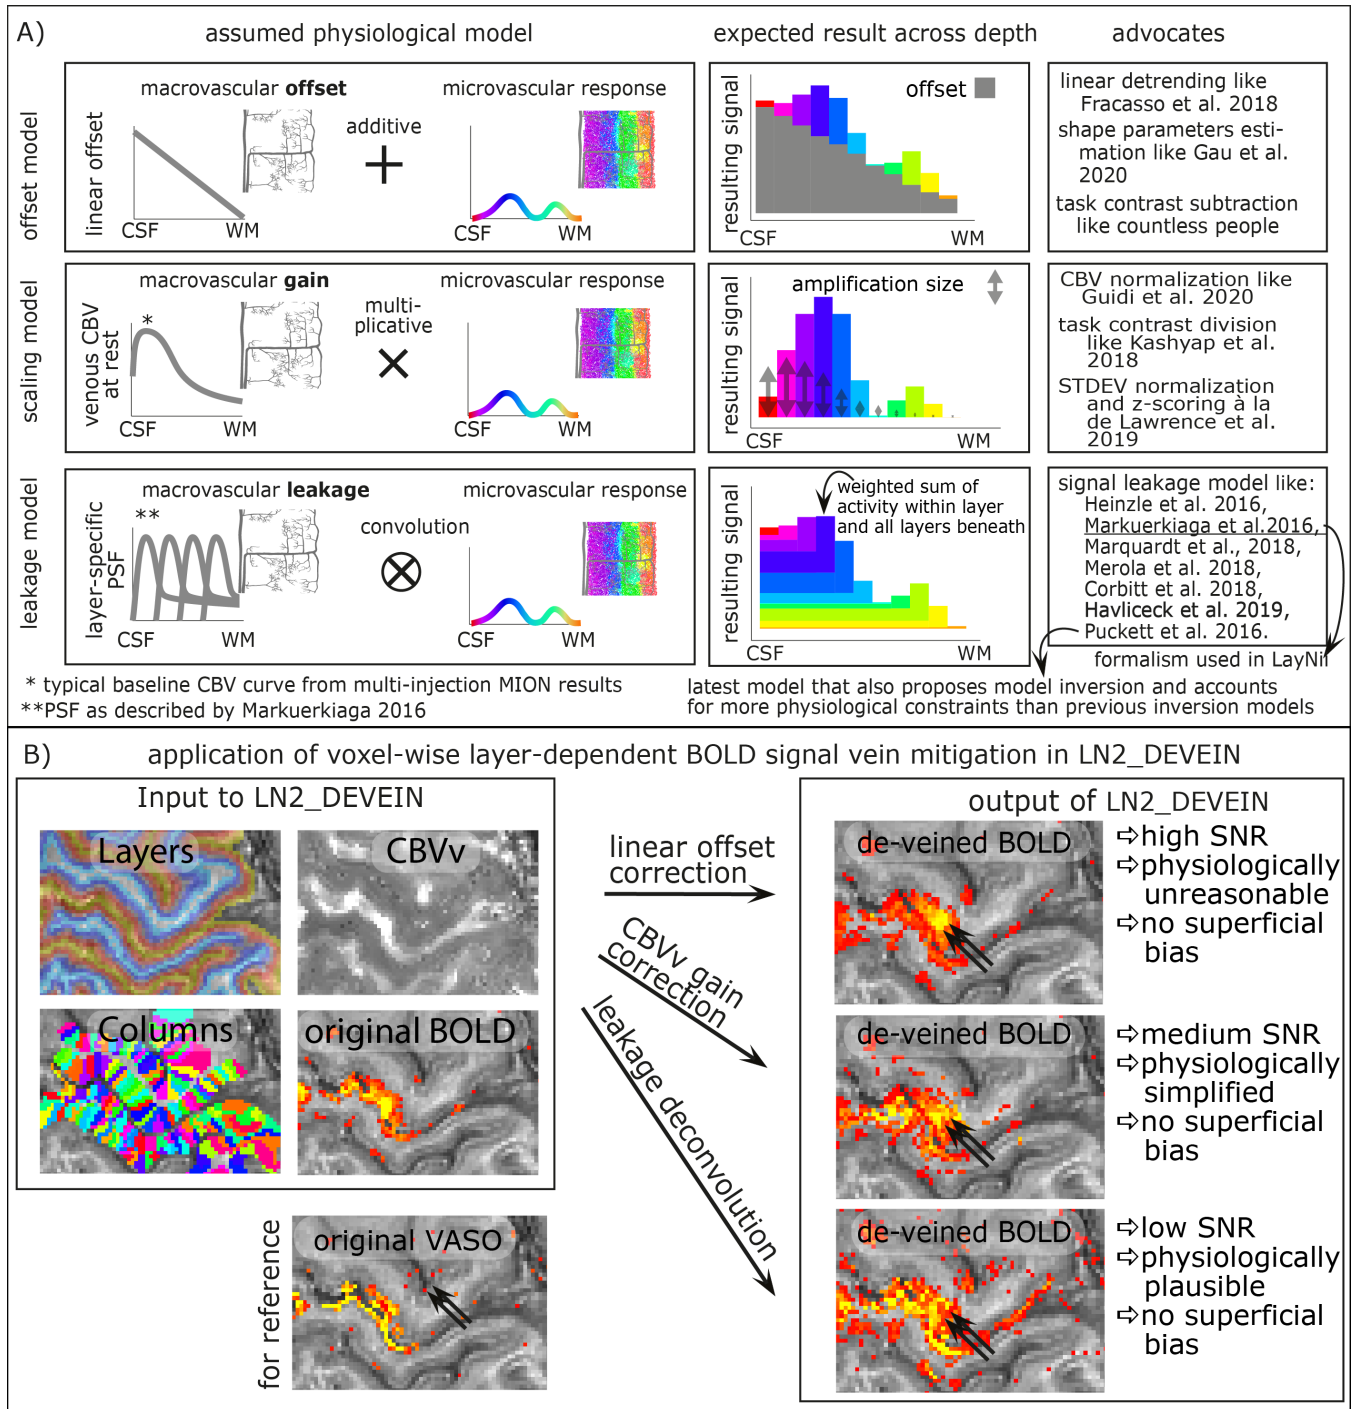 A)
assumed physiological model
expected result across depth
advocates
offset model
macrovascular offset
microvascular response
linear offset
additive
+
CSF
WM
CSF
WM
resulting signal
offset
CSF
WM
linear detrending like
Fracasso et al. 2018
shape parameters esti-
mation like Gau et al.
2020
task contrast subtraction
like countless people
scaling model
macrovascular gain
microvascular response
venous CBV
at rest
*
multi-
plicative
×
CSF
WM
CSF
WM
resulting signal
amplification size
CSF
WM
CBV normalization like
Guidi et al. 2020
task contrast division
like Kashyap et al.
2018
STDEV normalization
and z-scoring à la
de Lawrence et al.
2019
leakage model
macrovascular leakage
microvascular response
layer-specific
PSF
**
convolution
⊗
CSF
WM
CSF
WM
resulting signal
weighted sum of
activity within layer
and all layers beneath
CSF
WM
signal leakage model like:
Heinzle et al. 2016,
Markuerkiaga et al.2016,
Marquardt et al., 2018,
Merola et al. 2018,
Corbitt et al. 2018,
Havliceck et al. 2019,
Puckett et al. 2016.
formalism used in LayNii
* typical baseline CBV curve from multi-injection MION results
**PSF as described by Markuerkiaga 2016
latest model that also proposes model inversion and accounts
for more physiological constraints than previous inversion models
B)
application of voxel-wise layer-dependent BOLD signal vein mitigation in LN2_DEVEIN
Input to LN2_DEVEIN
Layers
CBVv
Columns
original BOLD
for reference
original VASO
linear offset
correction
CBVv gain
correction
leakage deconvolution
output of LN2_DEVEIN
de-veined BOLD
⇨high SNR
⇨physiologically
unreasonable
⇨no superficial
bias
de-veined BOLD
⇨medium SNR
⇨physiologically
simplified
⇨no superficial
bias
de-veined BOLD
⇨low SNR
⇨physiologically
plausible
⇨no superficial
bias